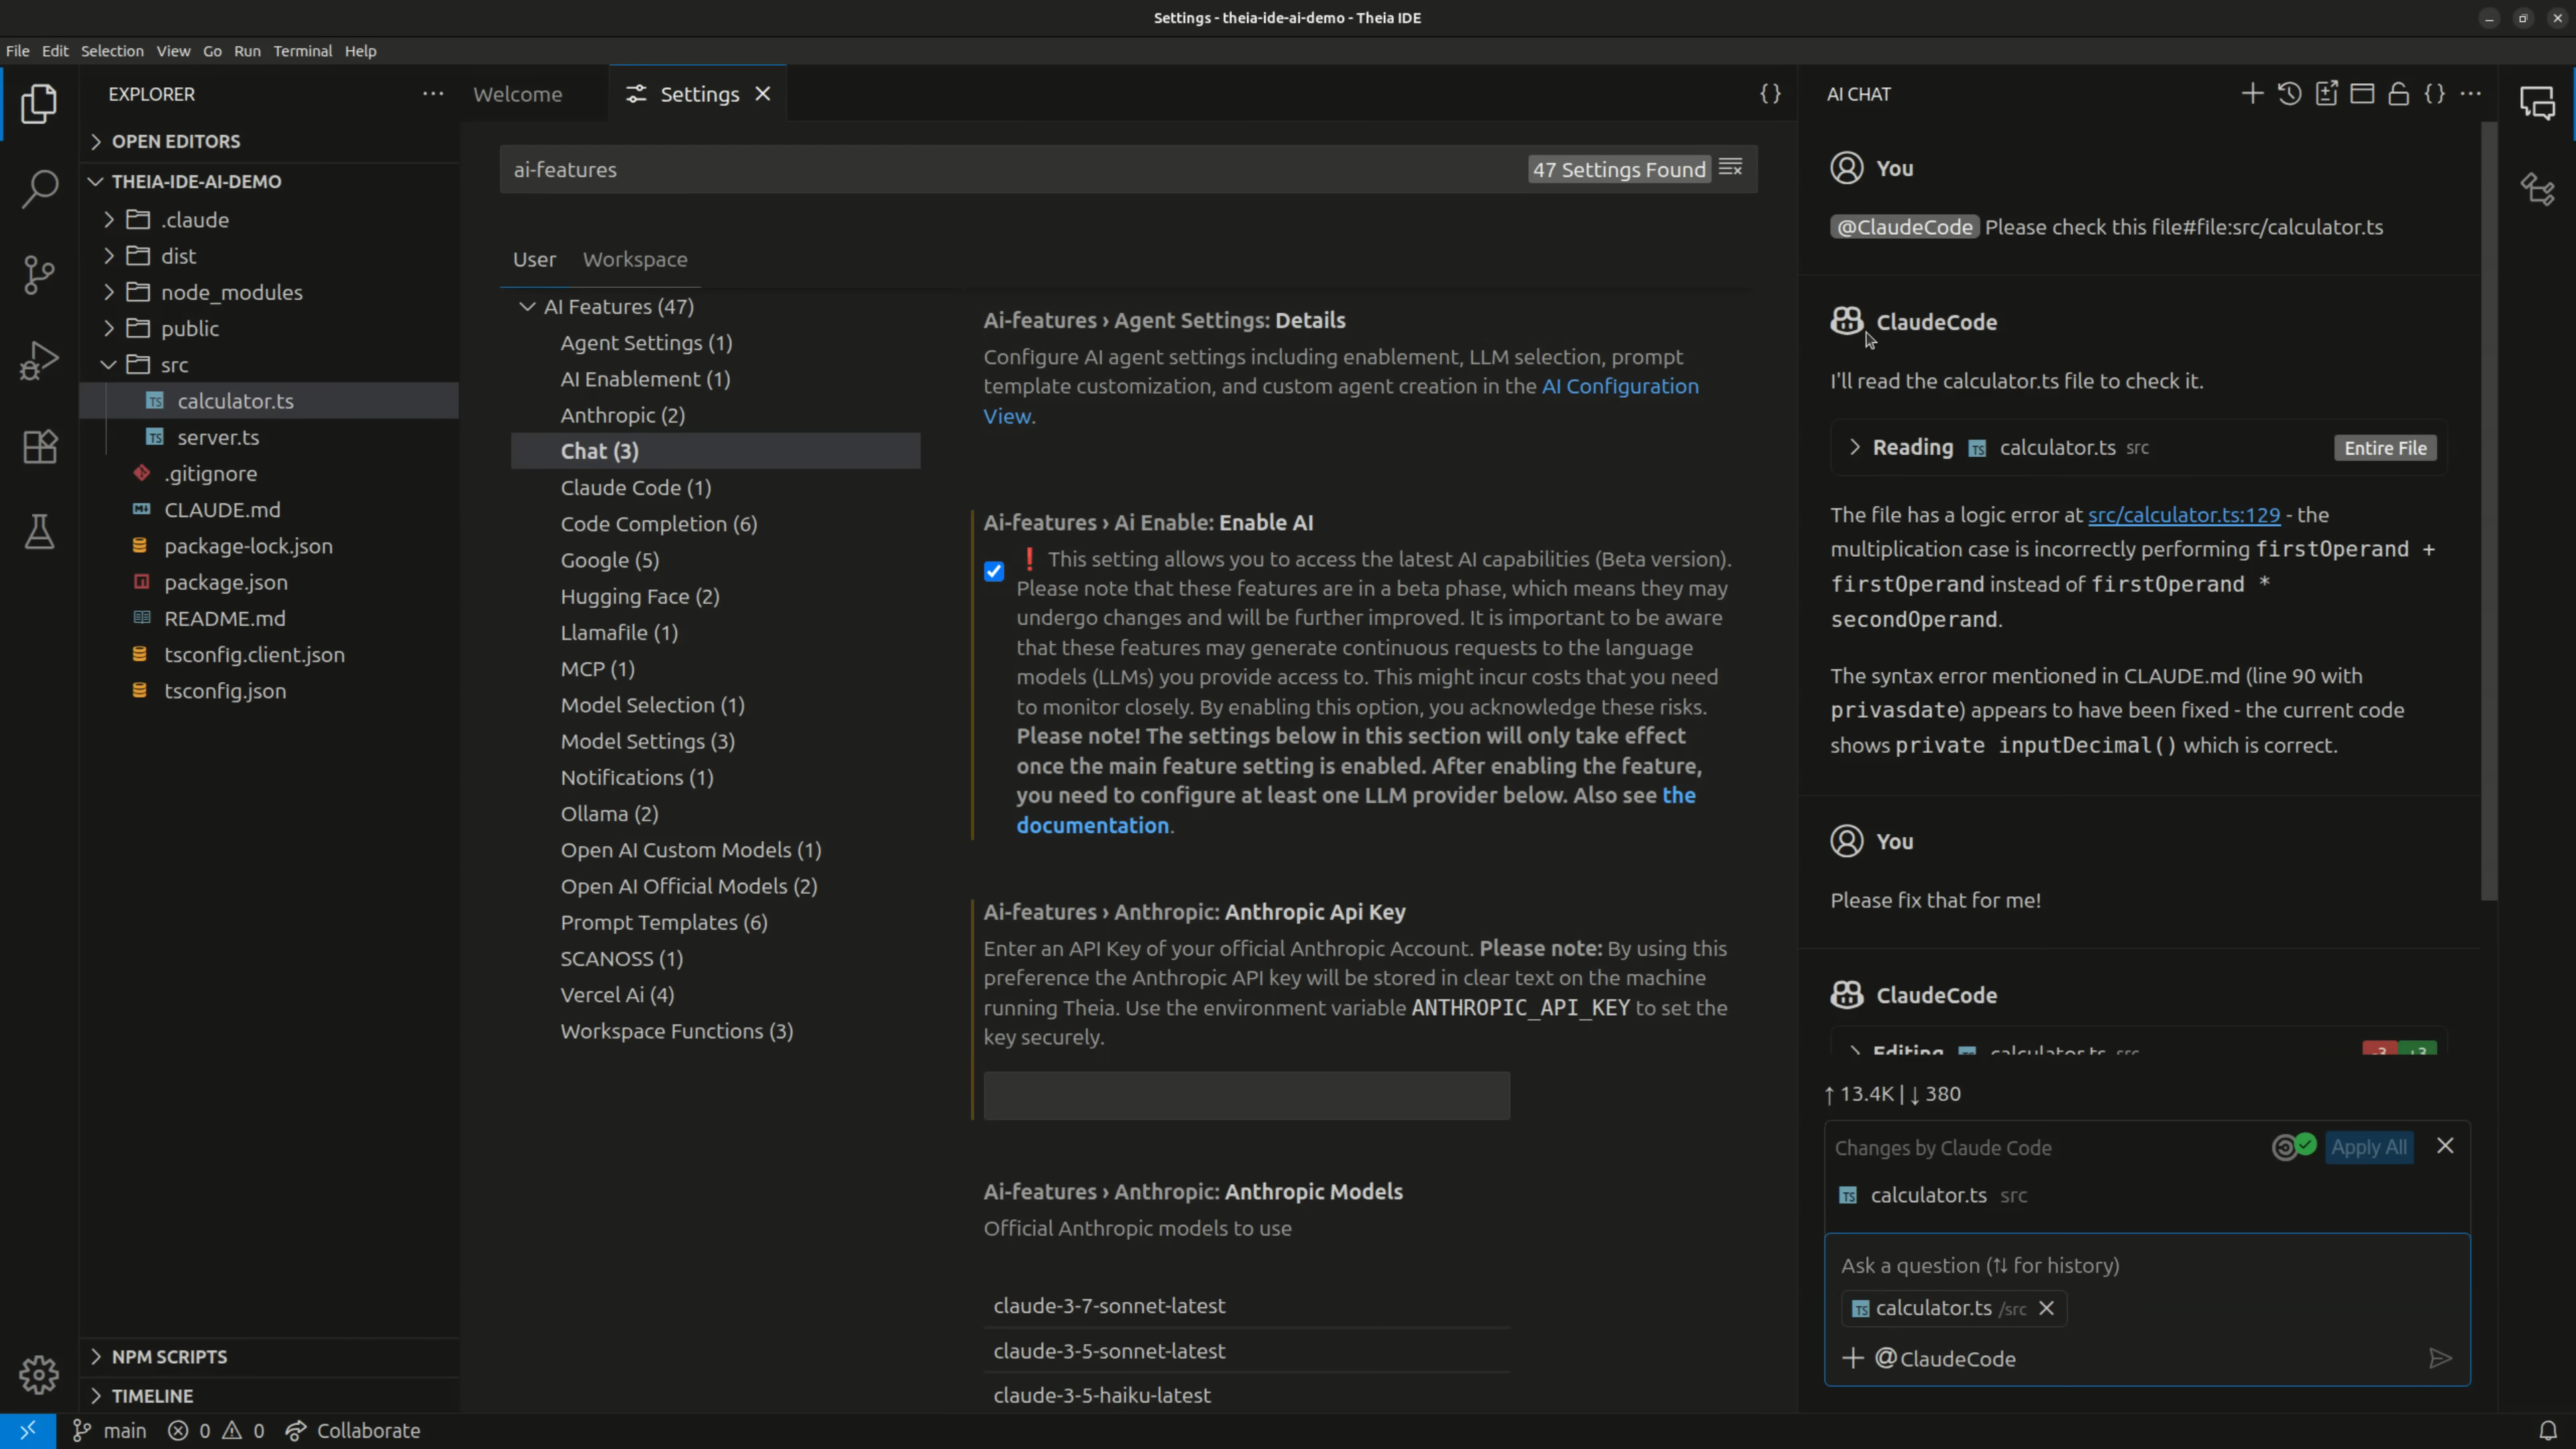 Settings - theia-ide-ai-demo - Theia IDE
File Edit Selection View Go Run Terminal Help
EXPLORER
OPEN EDITORS
THEIA-IDE-AI-DEMO
.claude
dist
node_modules
public
src
TS calculator.ts
TS server.ts
.gitignore
CLAUDE.md
package-lock.json
package.json
README.md
tsconfig.client.json
tsconfig.json
NPM SCRIPTS
TIMELINE
Welcome
Settings
ai-features
47 Settings Found
User Workspace
AI Features (47)
Agent Settings (1)
AI Enablement (1)
Anthropic (2)
Chat (3)
Claude Code (1)
Code Completion (6)
Google (5)
Hugging Face (2)
Llamafile (1)
MCP (1)
Model Selection (1)
Model Settings (3)
Notifications (1)
Ollama (2)
Open AI Custom Models (1)
Open AI Official Models (2)
Prompt Templates (6)
SCANOSS (1)
Vercel Ai (4)
Workspace Functions (3)
Ai-features › Agent Settings: Details
Configure AI agent settings including enablement, LLM selection, prompt
template customization, and custom agent creation in the AI Configuration
View.
Ai-features › Ai Enable: Enable AI
❗ This setting allows you to access the latest AI capabilities (Beta version).
Please note that these features are in a beta phase, which means they may
undergo changes and will be further improved. It is important to be aware
that these features may generate continuous requests to the language
models (LLMs) you provide access to. This might incur costs that you need
to monitor closely. By enabling this option, you acknowledge these risks.
Please note! The settings below in this section will only take effect
once the main feature setting is enabled. After enabling the feature,
you need to configure at least one LLM provider below. Also see the
documentation.
Ai-features › Anthropic: Anthropic Api Key
Enter an API Key of your official Anthropic Account. Please note: By using this
preference the Anthropic API key will be stored in clear text on the machine
running Theia. Use the environment variable ANTHROPIC_API_KEY to set the
key securely.
Ai-features › Anthropic: Anthropic Models
Official Anthropic models to use
claude-3-7-sonnet-latest
claude-3-5-sonnet-latest
claude-3-5-haiku-latest
AI CHAT
You
@ClaudeCode Please check this file#file:src/calculator.ts
ClaudeCode
I'll read the calculator.ts file to check it.
Reading TS calculator.ts src Entire File
The file has a logic error at src/calculator.ts:129 - the
multiplication case is incorrectly performing firstOperand +
firstOperand instead of firstOperand *
secondOperand.
The syntax error mentioned in CLAUDE.md (line 90 with
privasdate) appears to have been fixed - the current code
shows private inputDecimal() which is correct.
You
Please fix that for me!
ClaudeCode
Editing calculator.ts src -3 +3
↑ 13.4K | ↓ 380
Changes by Claude Code Apply All
TS calculator.ts src
Ask a question (↑↓ for history)
TS calculator.ts /src
@ClaudeCode
main 0 0 Collaborate